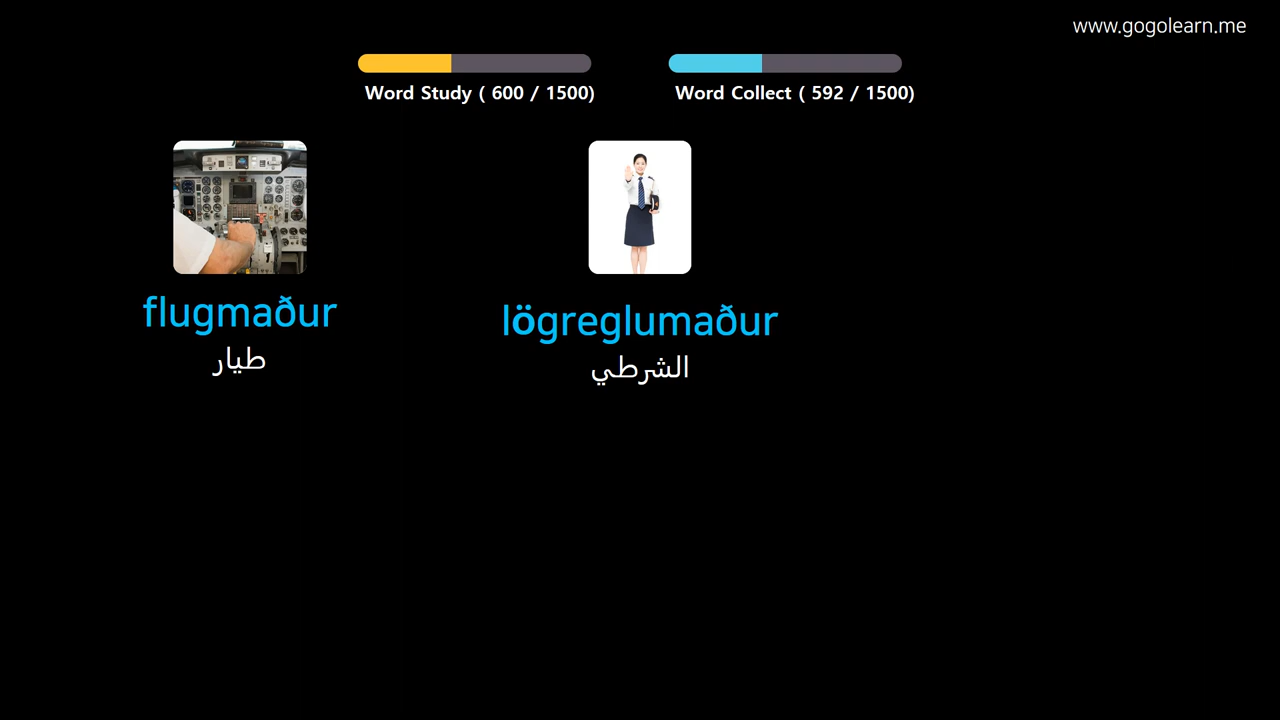 www.gogolearn.me
Word Study ( 600 / 1500)
Word Collect ( 592 / 1500)
flugmaður
طيار
lögreglumaður
الشرطي